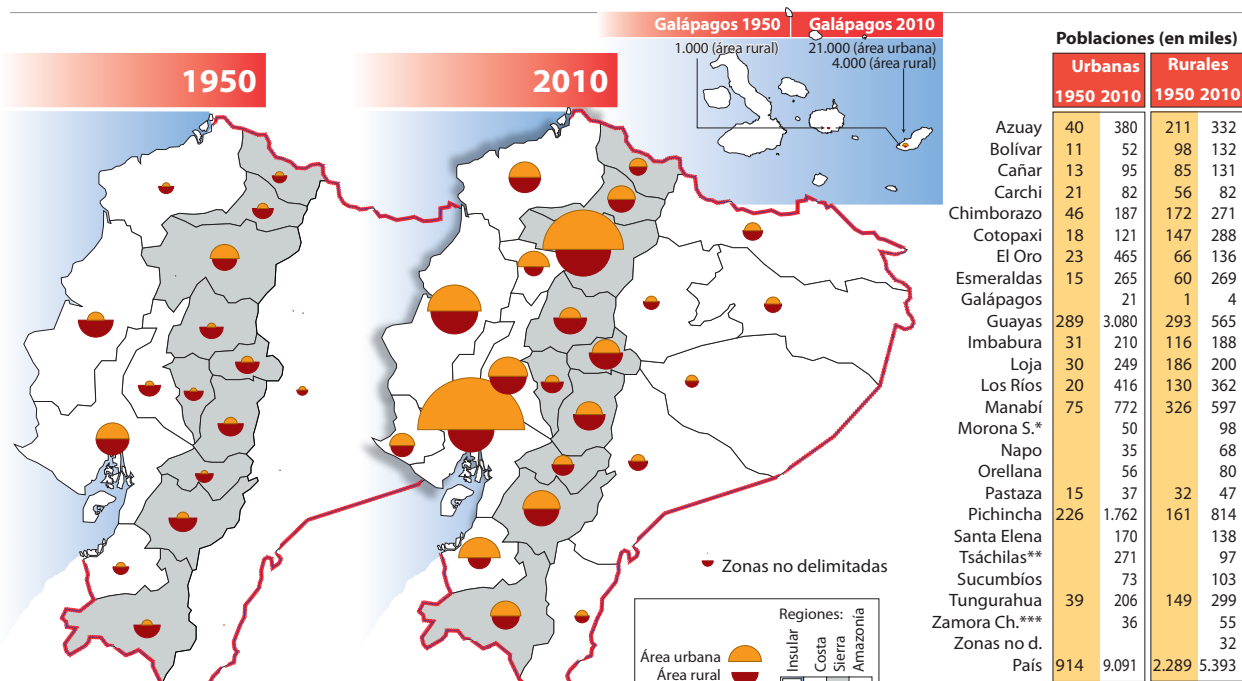 Galápagos 1950 Galápagos 2010
1.000 (área rural) 21.000 (área urbana)
4.000 (área rural)
1950
2010
Poblaciones (en miles)
Urbanas Rurales
1950 2010 1950 2010
Azuay 40 380 211 332
Bolívar 11 52 98 132
Cañar 13 95 85 131
Carchi 21 82 56 82
Chimborazo 46 187 172 271
Cotopaxi 18 121 147 288
El Oro 23 465 66 136
Esmeraldas 15 265 60 269
Galápagos 21 1 4
Guayas 289 3.080 293 565
Imbabura 31 210 116 188
Loja 30 249 186 200
Los Ríos 20 416 130 362
Manabí 75 772 326 597
Morona S.* 50 98
Napo 35 68
Orellana 56 80
Pastaza 15 37 32 47
Pichincha 226 1.762 161 814
Santa Elena 170 138
Tsáchilas** 271 97
Sucumbíos 73 103
Tungurahua 39 206 149 299
Zamora Ch.*** 36 55
Zonas no d. 32
País 914 9.091 2.289 5.393
Zonas no delimitadas
Regiones:
Insular
Costa
Sierra
Amazonía
Área urbana
Área rural